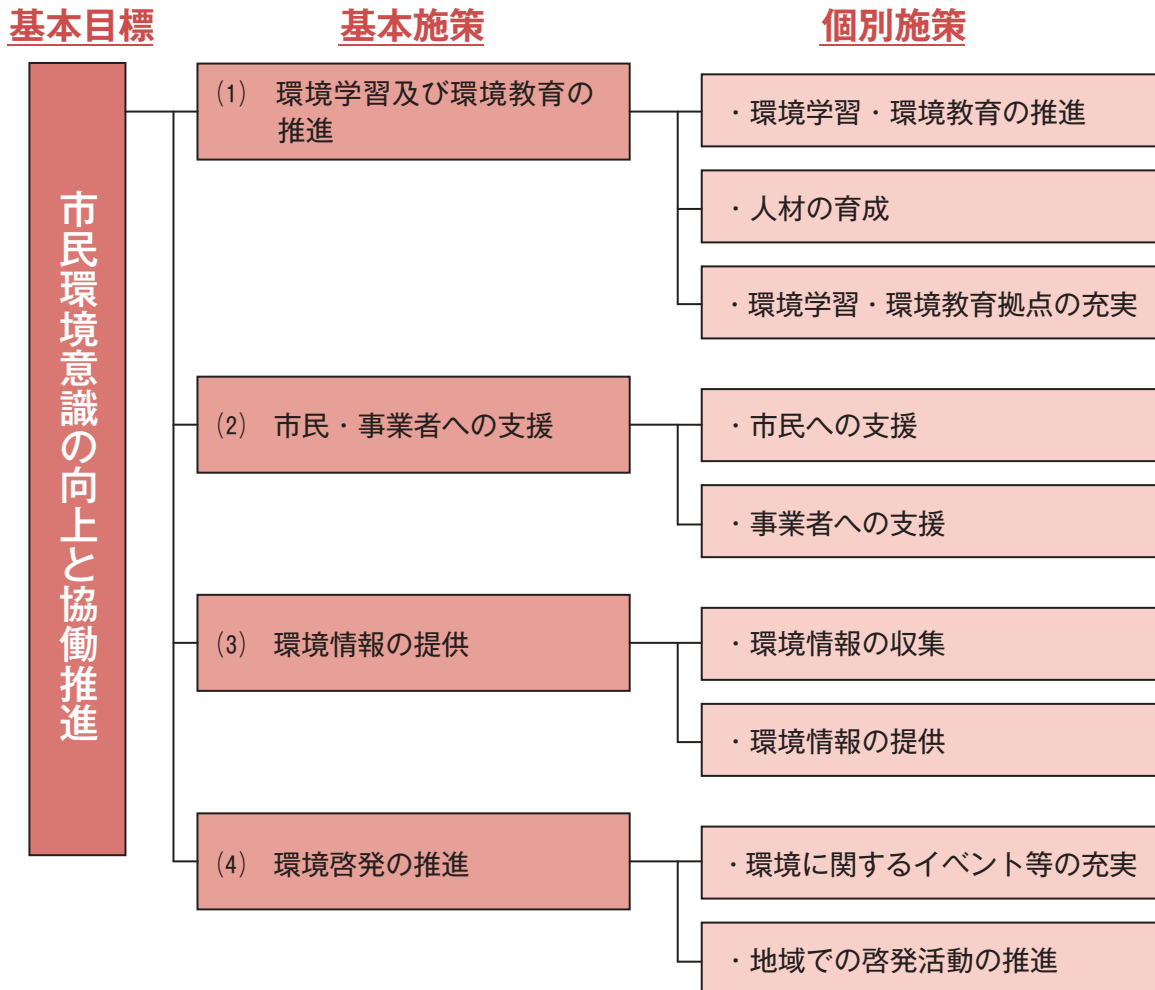 基本目標
基本施策
個別施策
市民環境意識の向上と協働推進
(1) 環境学習及び環境教育の
推進
・環境学習・環境教育の推進
・人材の育成
・環境学習・環境教育拠点の充実
(2) 市民・事業者への支援
・市民への支援
・事業者への支援
(3) 環境情報の提供
・環境情報の収集
・環境情報の提供
(4) 環境啓発の推進
・環境に関するイベント等の充実
・地域での啓発活動の推進